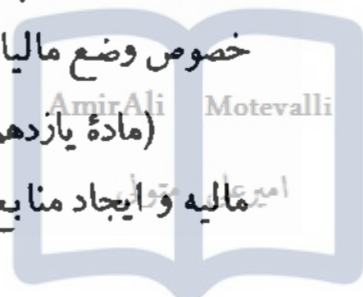 خصوص وضع مالیا
AmirAli Motevalli
(مادهٔ یازدهم
امیرعلی متولی
مالیه و ایجاد منابع